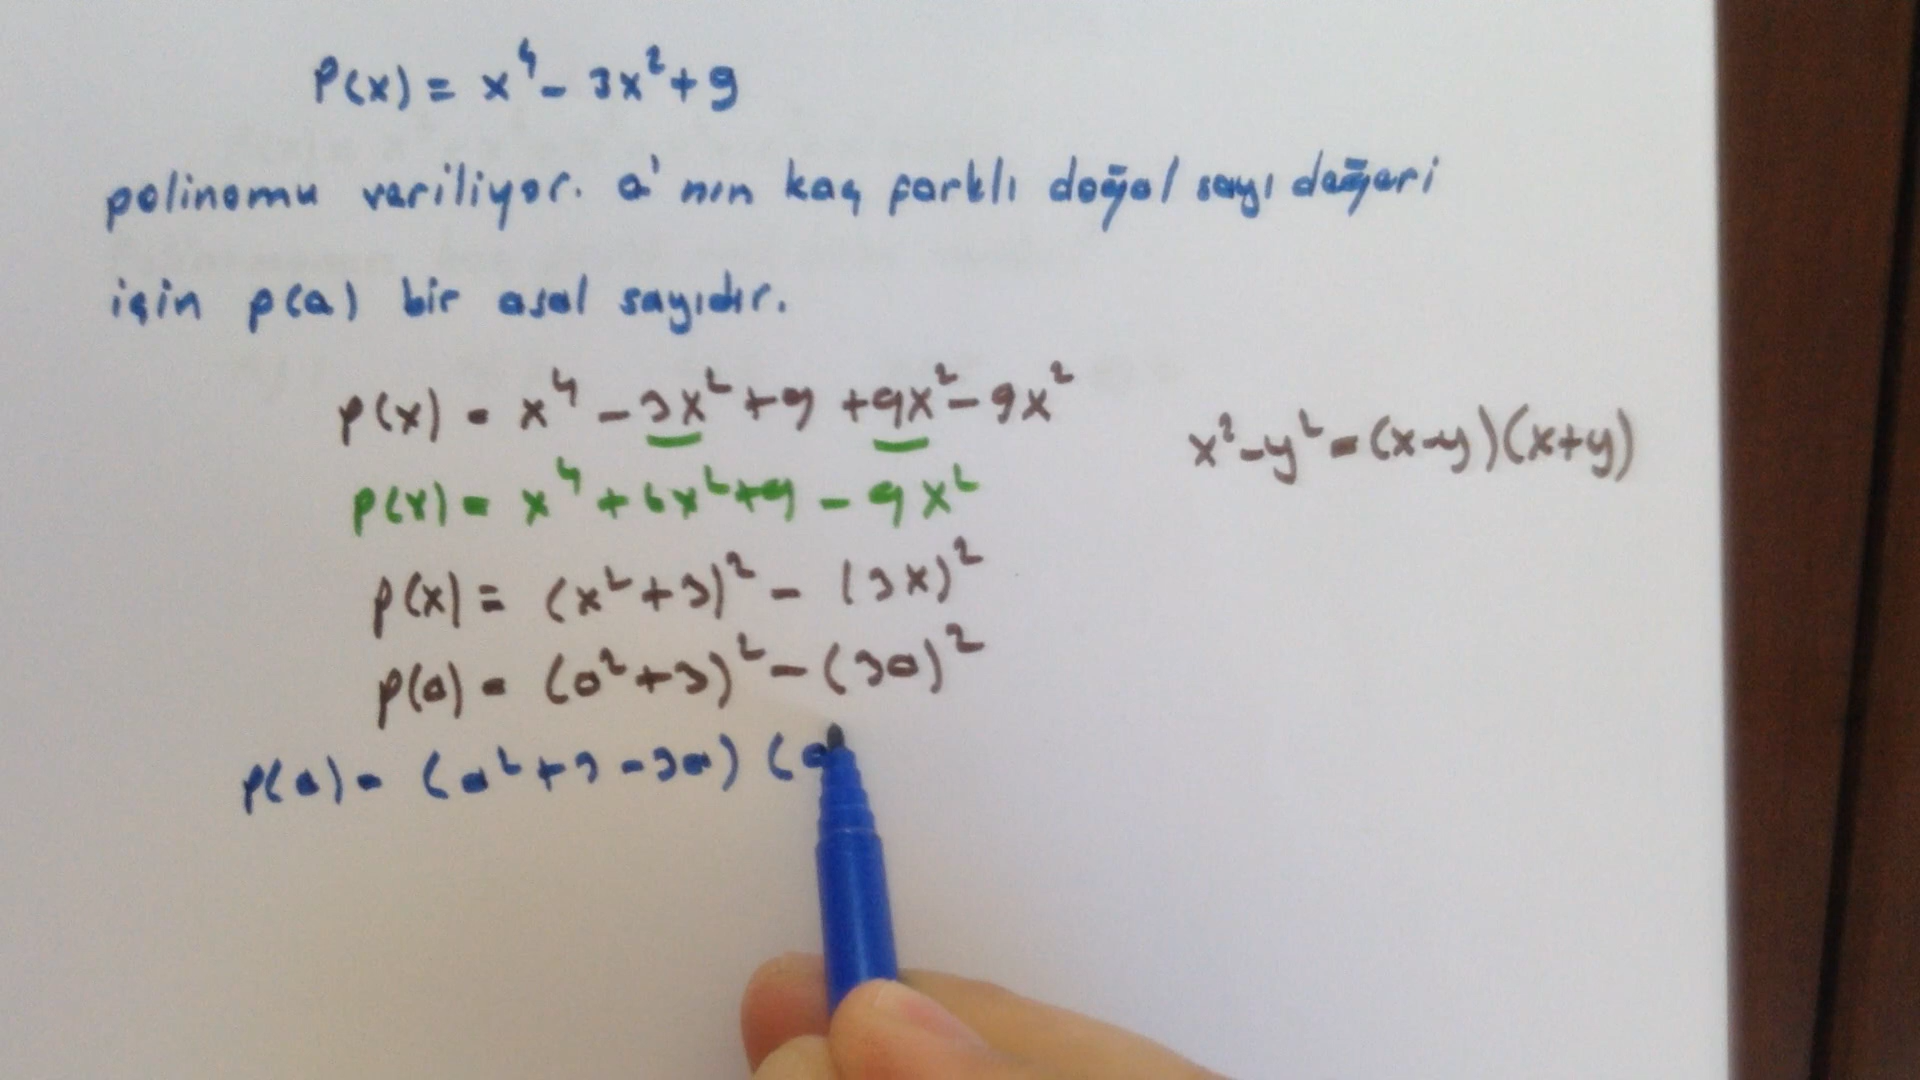 P(x) = x⁴ - 3x² + 9
polinomu veriliyor. a'nın kaç farklı doğal sayı değeri
için p(a) bir asal sayıdır.
p(x) = x⁴ - 3x² + 9 + 9x² - 9x²
x² - y² = (x-y)(x+y)
p(x) = x⁴ + 6x² + 9 - 9x²
p(x) = (x² + 3)² - (3x)²
p(a) = (a² + 3)² - (3a)²
p(a) = (a² + 3 - 3a) (a